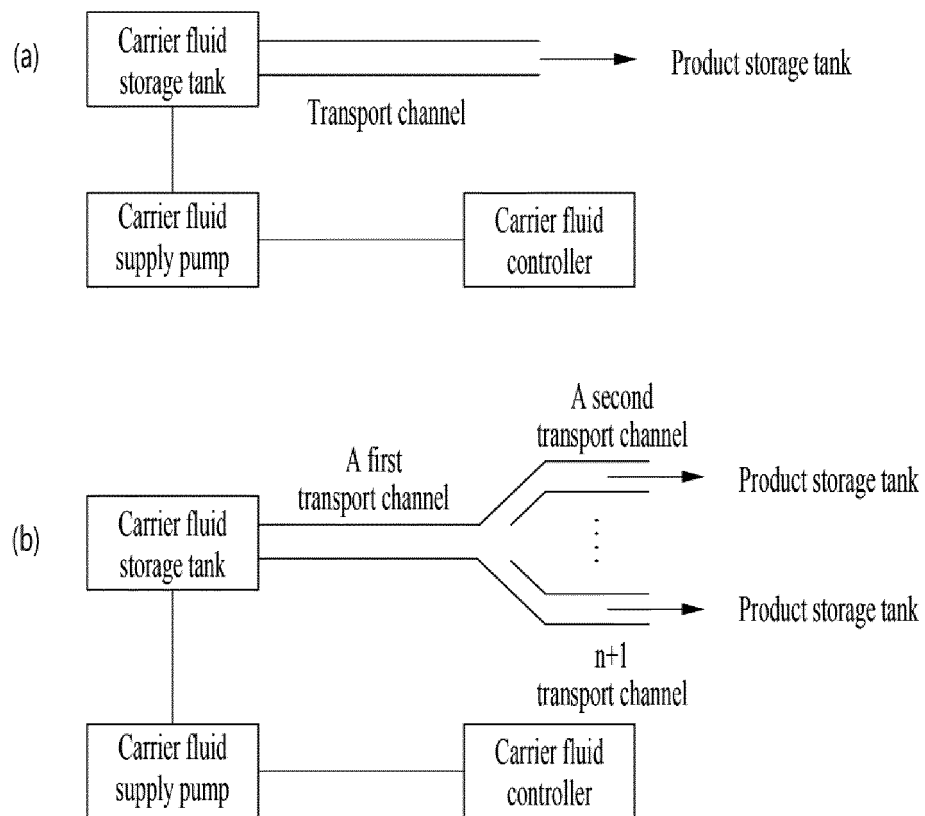 (a)
Carrier fluid
storage tank
Product storage tank
Transport channel
Carrier fluid
supply pump
Carrier fluid
controller
(b)
A second
transport channel
A first
transport channel
Product storage tank
Carrier fluid
storage tank
Product storage tank
n+1
transport channel
Carrier fluid
supply pump
Carrier fluid
controller